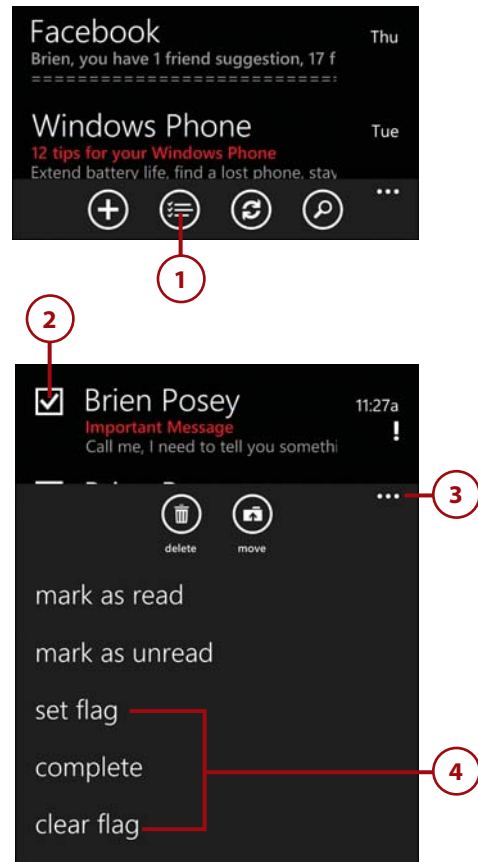 Facebook
Thu
Brien, you have 1 friend suggestion, 17 f
==============================
Windows Phone
Tue
12 tips for your Windows Phone
Extend battery life, find a lost phone, stay
1
2
Brien Posey
11:27a
Important Message
!
Call me, I need to tell you somethi
3
delete
move
mark as read
mark as unread
set flag
complete
4
clear flag